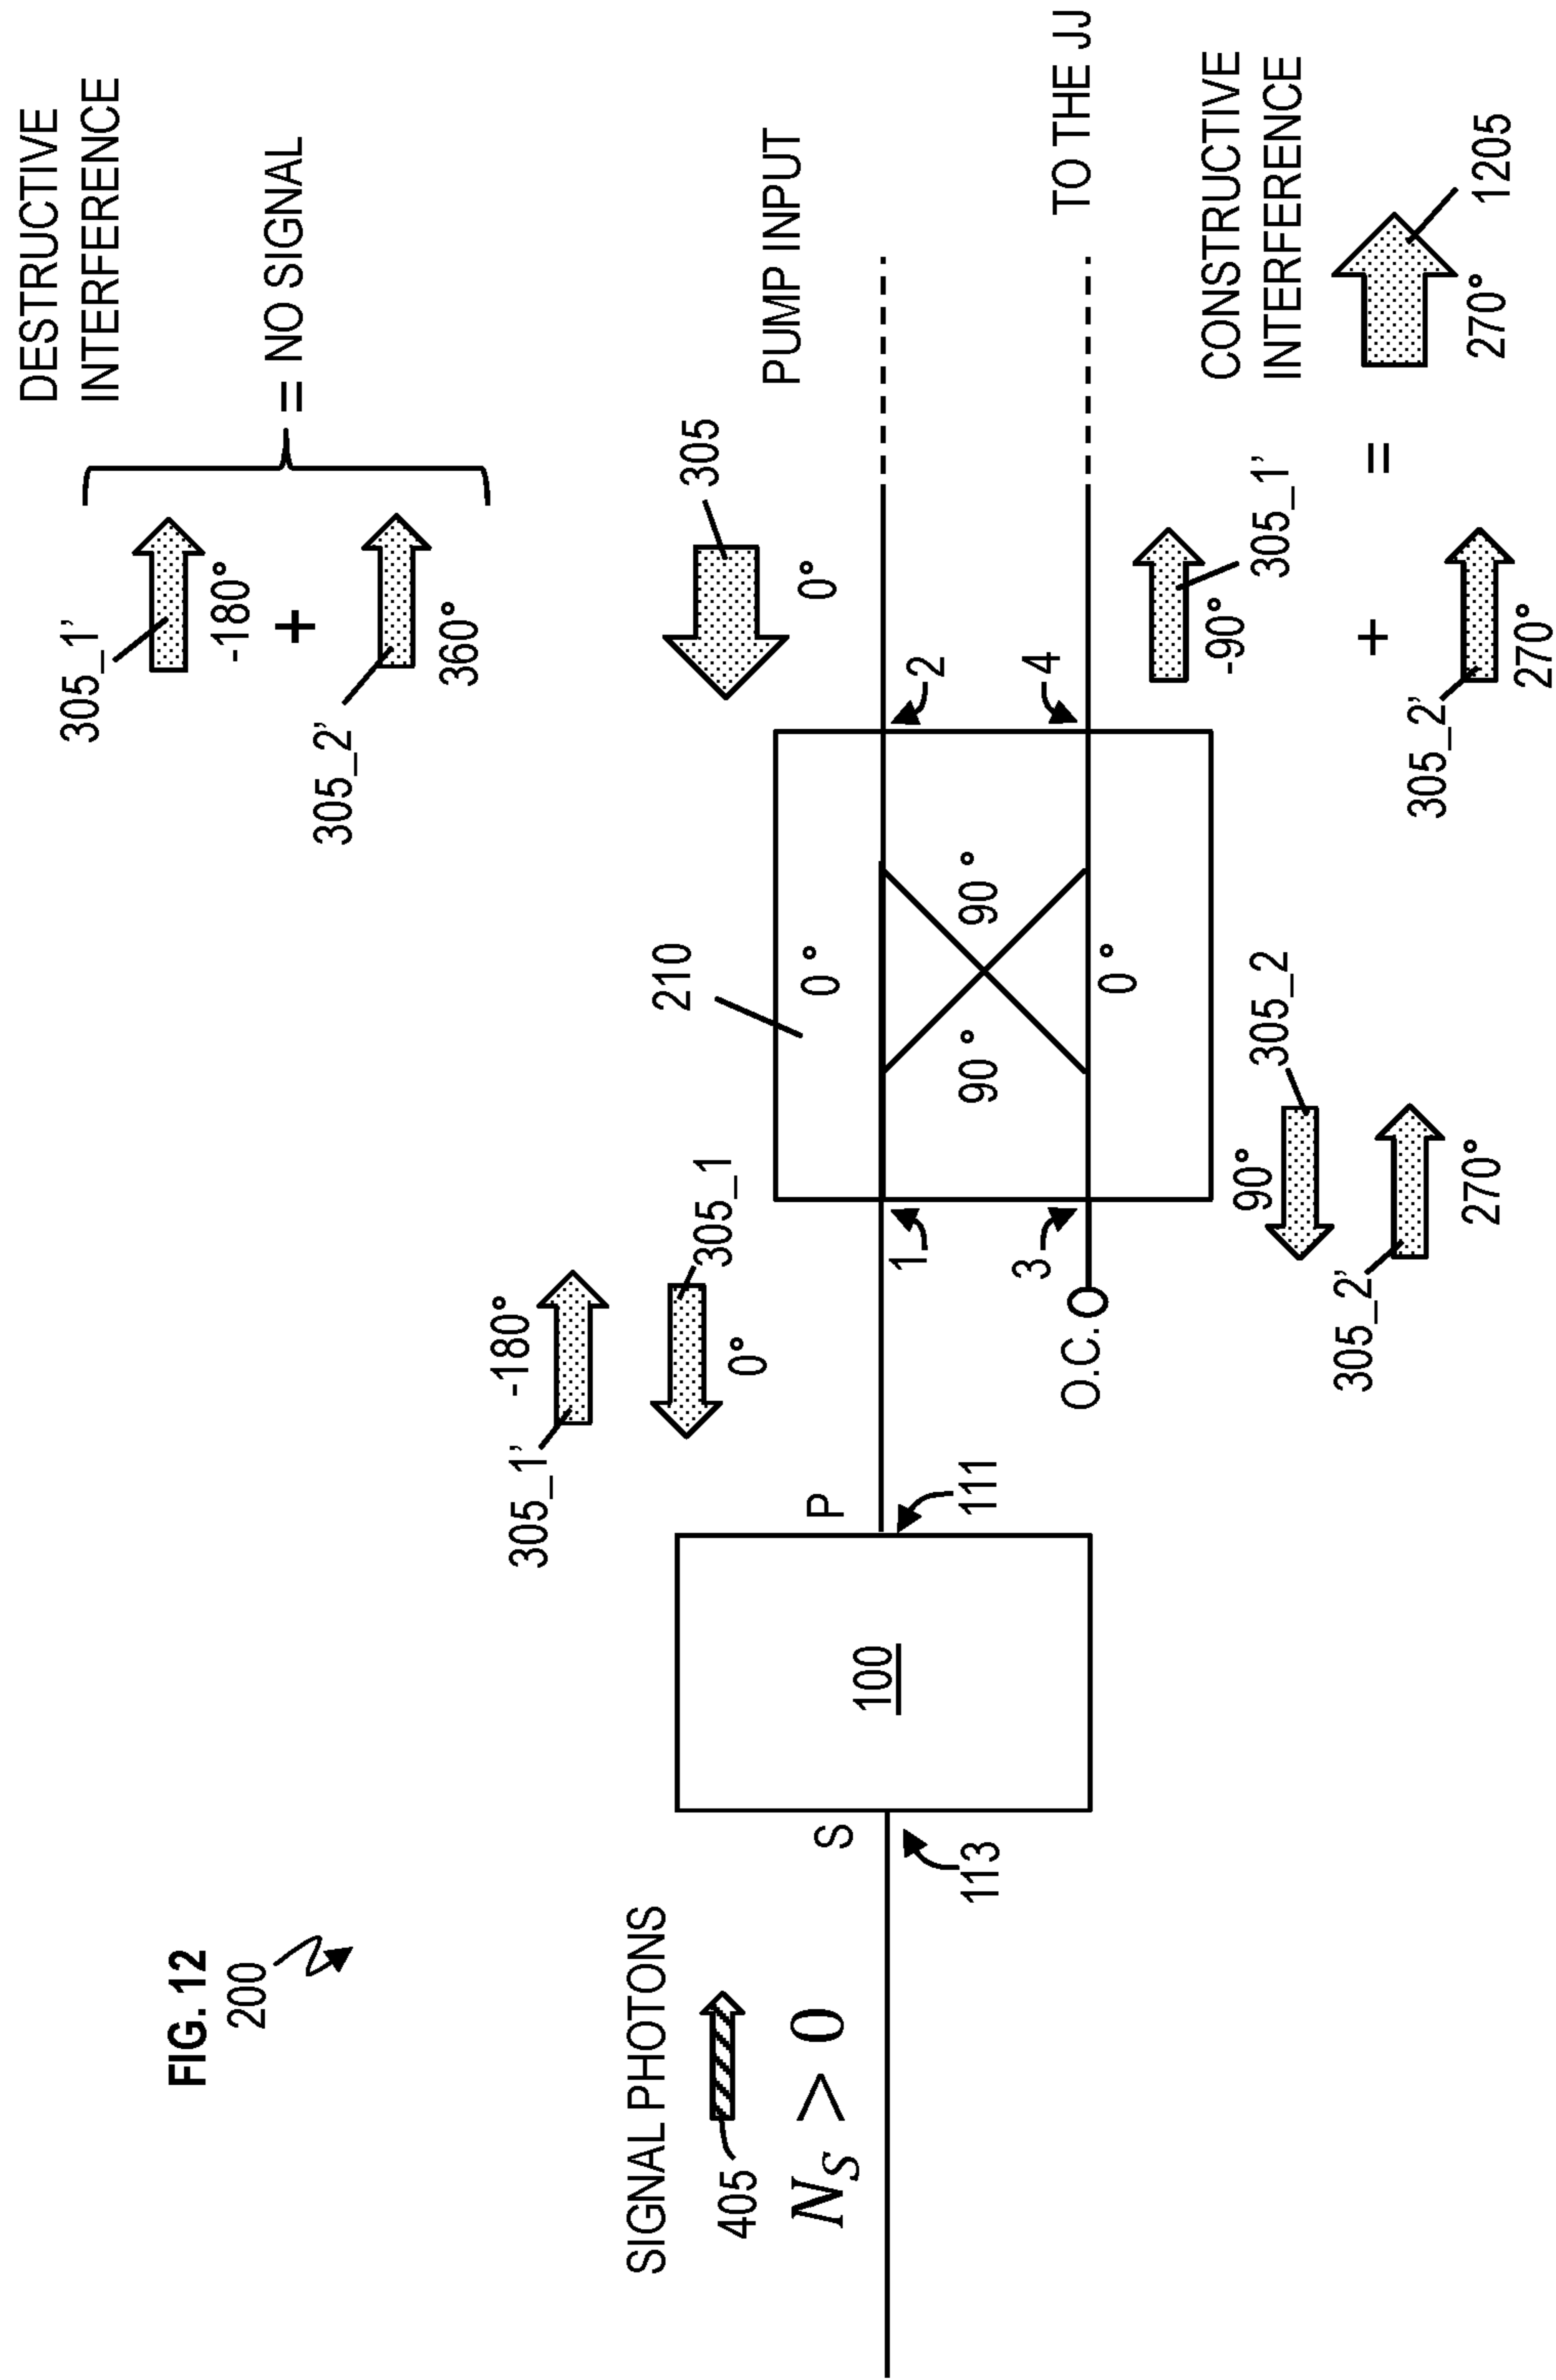 FIG. 12
200
SIGNAL PHOTONS
405
N_S > 0
S
113
100
P
111
305_1’
-180°
305_1
0°
1
3
O.C.
90°
305_2
305_2’
270°
210
0°
90°
90°
0°
2
4
305
0°
PUMP INPUT
TO THE JJ
305_1’
-180°
+
305_2’
360°
= NO SIGNAL
DESTRUCTIVE
INTERFERENCE
-90°
305_1’
+
305_2’
270°
=
CONSTRUCTIVE
INTERFERENCE
270°
1205